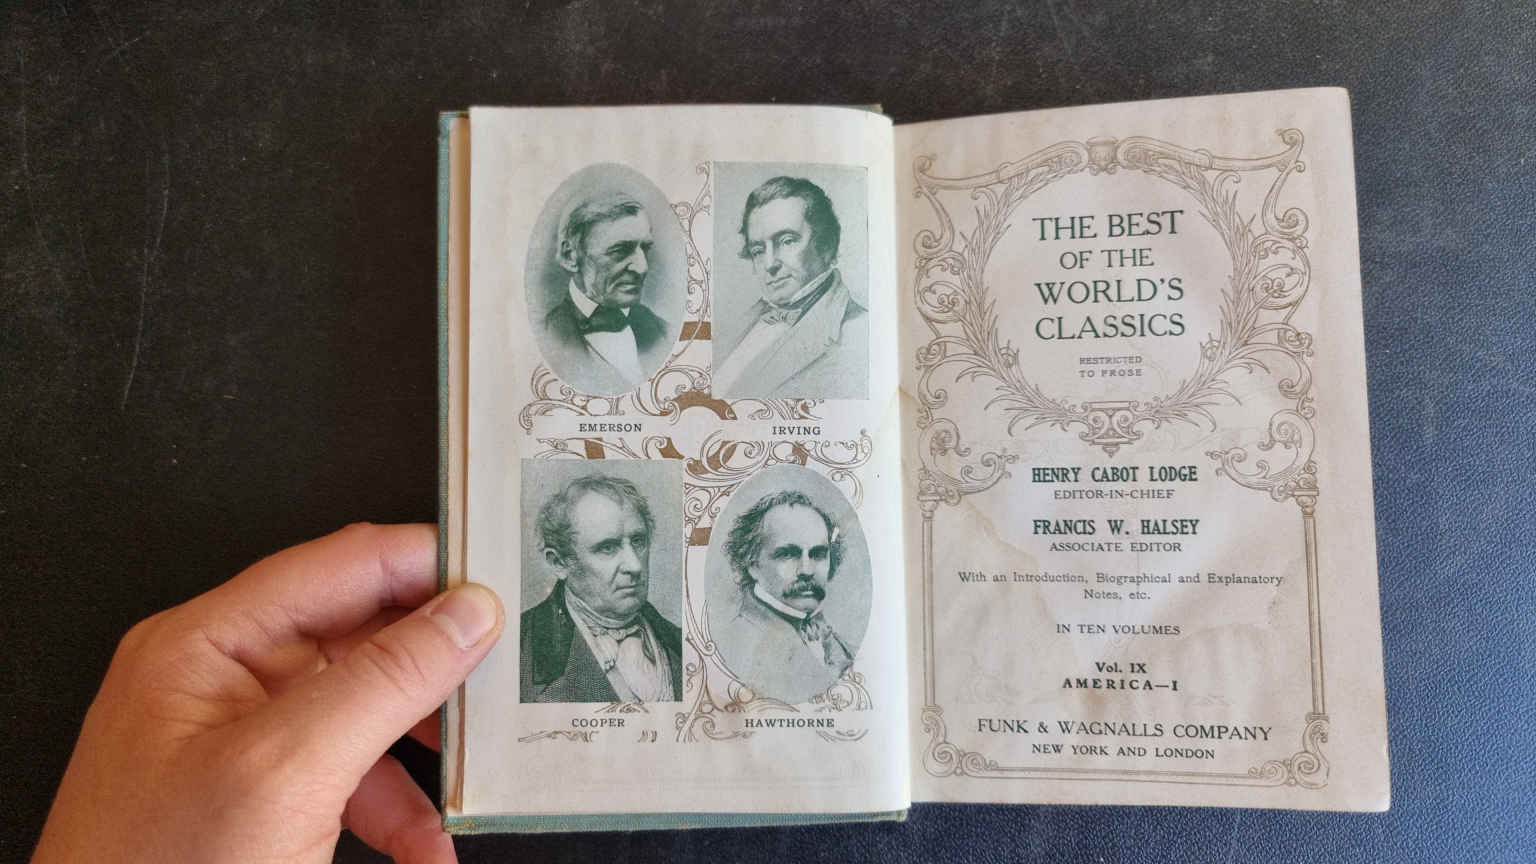 EMERSON
IRVING
COOPER
HAWTHORNE
THE BEST
OF THE
WORLD'S
CLASSICS
RESTRICTED
TO PROSE
HENRY CABOT LODGE
EDITOR-IN-CHIEF
FRANCIS W. HALSEY
ASSOCIATE EDITOR
With an Introduction, Biographical and Explanatory
Notes, etc.
IN TEN VOLUMES
Vol. IX
AMERICA—I
FUNK & WAGNALLS COMPANY
NEW YORK AND LONDON